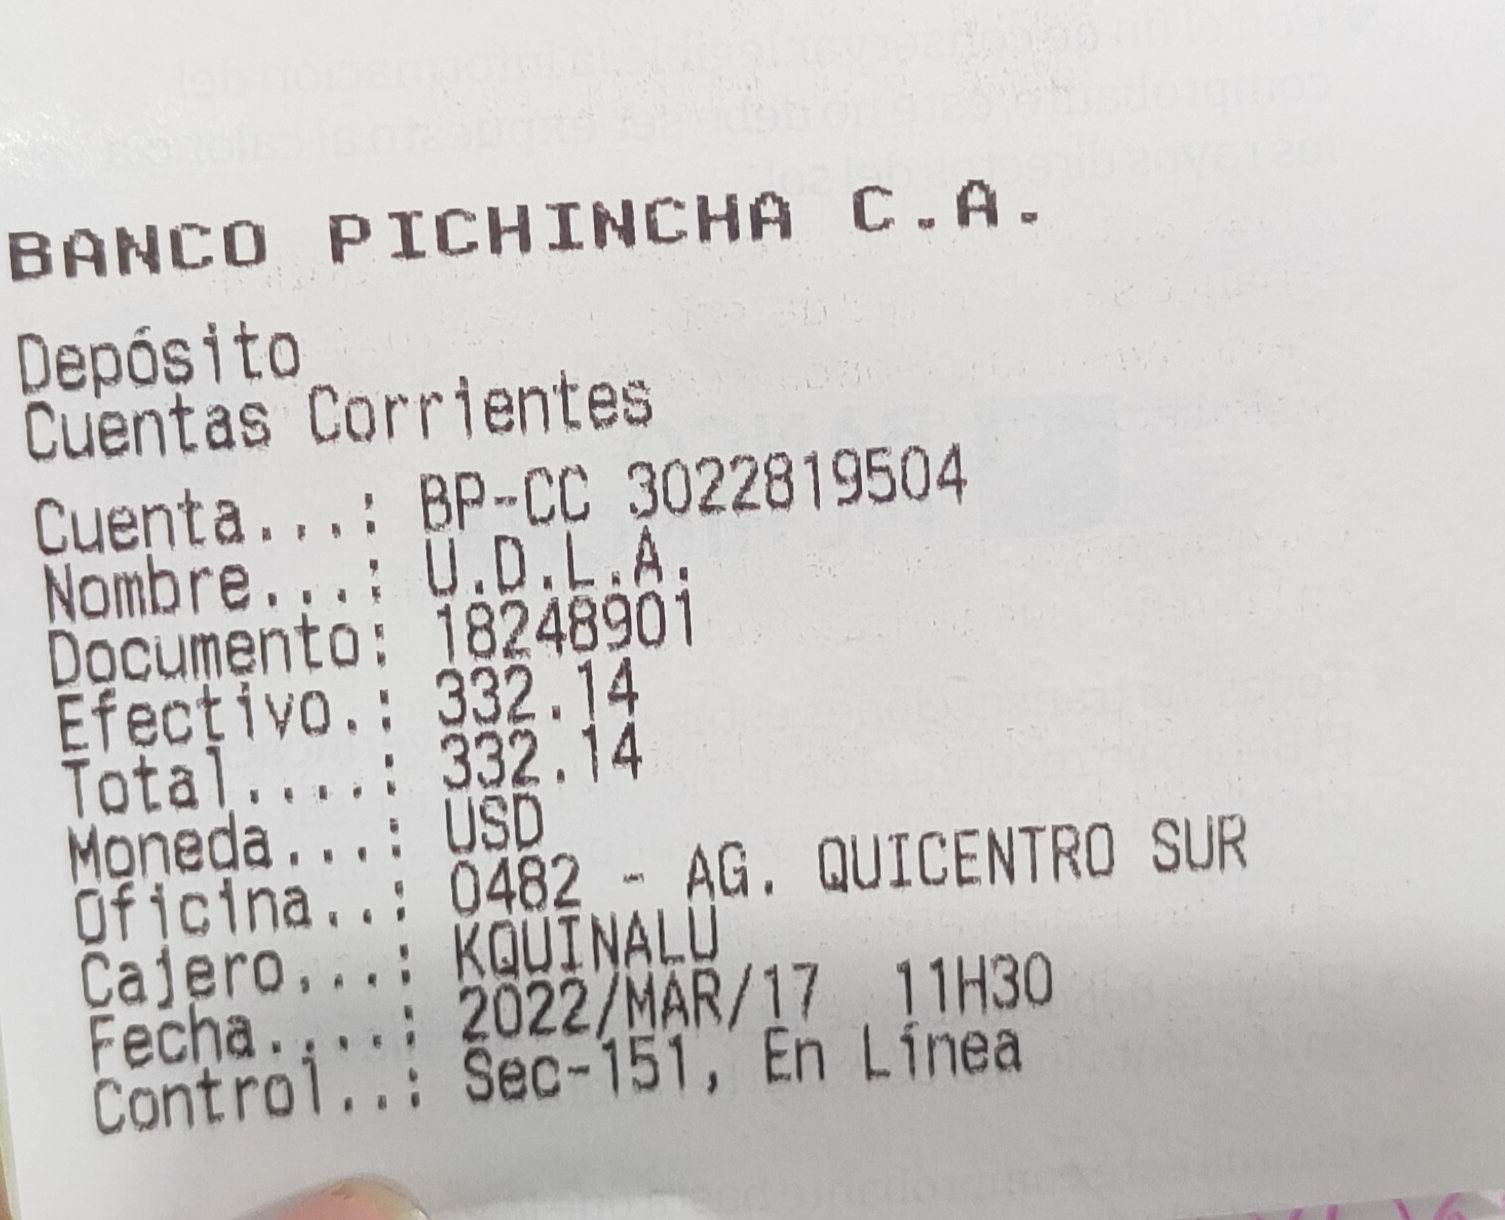 BANCO PICHINCHA C.A.
Depósito
Cuentas Corrientes
Cuenta...: BP-CC 3022819504
Nombre...: U.D.L.A.
Documento: 18248901
Efectivo.: 332.14
Total....: 332.14
Moneda...: USD
Oficina..: 0482 - AG. QUICENTRO SUR
Cajero...: KQUINALU
Fecha....: 2022/MAR/17 11H30
Control..: Sec-151, En Línea